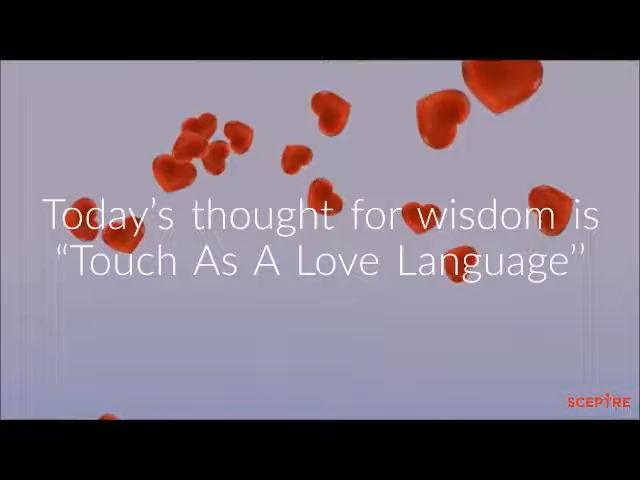 Today’s thought for wisdom is
“Touch As A Love Language’’
SCEPTRE